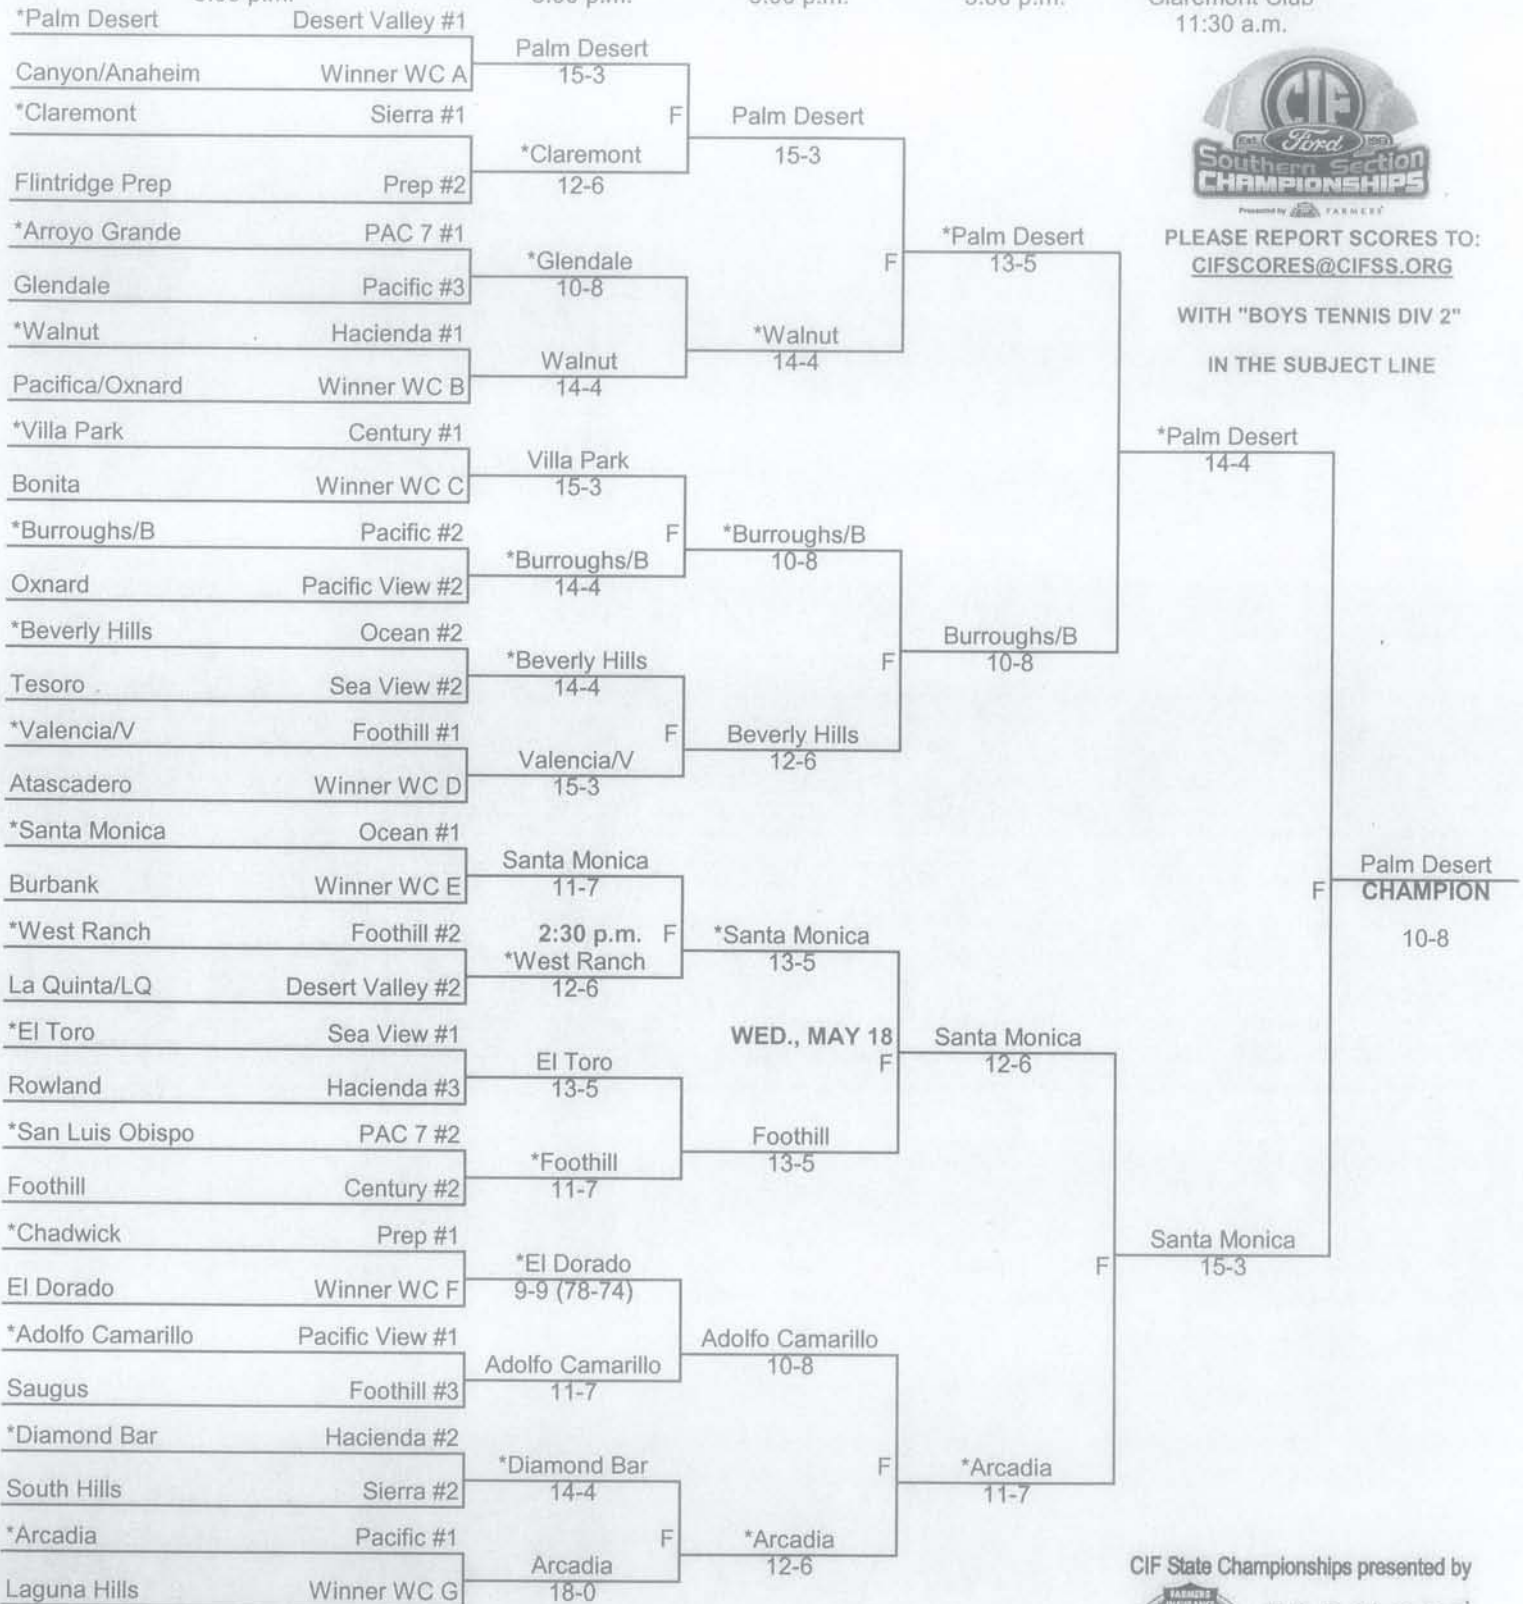 *Palm Desert Desert Valley #1
Canyon/Anaheim Winner WC A
*Claremont Sierra #1
Flintridge Prep Prep #2
*Arroyo Grande PAC 7 #1
Glendale Pacific #3
*Walnut Hacienda #1
Pacifica/Oxnard Winner WC B
*Villa Park Century #1
Bonita Winner WC C
*Burroughs/B Pacific #2
Oxnard Pacific View #2
*Beverly Hills Ocean #2
Tesoro Sea View #2
*Valencia/V Foothill #1
Atascadero Winner WC D
*Santa Monica Ocean #1
Burbank Winner WC E
*West Ranch Foothill #2
La Quinta/LQ Desert Valley #2
*El Toro Sea View #1
Rowland Hacienda #3
*San Luis Obispo PAC 7 #2
Foothill Century #2
*Chadwick Prep #1
El Dorado Winner WC F
*Adolfo Camarillo Pacific View #1
Saugus Foothill #3
*Diamond Bar Hacienda #2
South Hills Sierra #2
*Arcadia Pacific #1
Laguna Hills Winner WC G
Palm Desert
15-3
F
*Claremont
12-6
*Glendale
10-8
Walnut
14-4
Villa Park
15-3
F
*Burroughs/B
14-4
*Beverly Hills
14-4
F
Valencia/V
15-3
Santa Monica
11-7
2:30 p.m. F
*West Ranch
12-6
El Toro
13-5
*Foothill
11-7
*El Dorado
9-9 (78-74)
Adolfo Camarillo
11-7
*Diamond Bar
14-4
F
Arcadia
18-0
Palm Desert
15-3
F
*Walnut
14-4
*Burroughs/B
10-8
F
Beverly Hills
12-6
*Santa Monica
13-5
WED., MAY 18
F
Foothill
13-5
Adolfo Camarillo
10-8
F
*Arcadia
12-6
*Palm Desert
13-5
Burroughs/B
10-8
Santa Monica
12-6
F
*Arcadia
11-7
11:30 a.m.
CIF
Ford
Southern Section
CHAMPIONSHIPS
Presented by FARMERS
PLEASE REPORT SCORES TO:
CIFSCORES@CIFSS.ORG
WITH "BOYS TENNIS DIV 2"
IN THE SUBJECT LINE
*Palm Desert
14-4
F
Santa Monica
15-3
Palm Desert
CHAMPION
10-8
CIF State Championships presented by
FARMERS